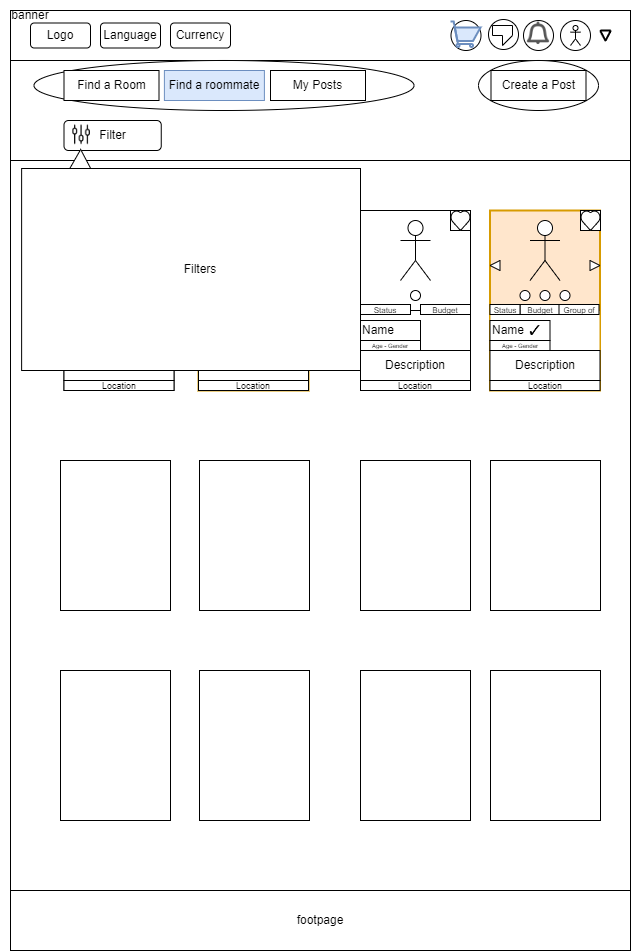 banner
Logo
Language
Currency
Find a Room
Find a roommate
My Posts
Create a Post
Filter
Filters
Status
Budget
Name
Age - Gender
Description
Location
Status
Budget
Group of
Name ✓
Age - Gender
Description
Location
Location
Location
footpage